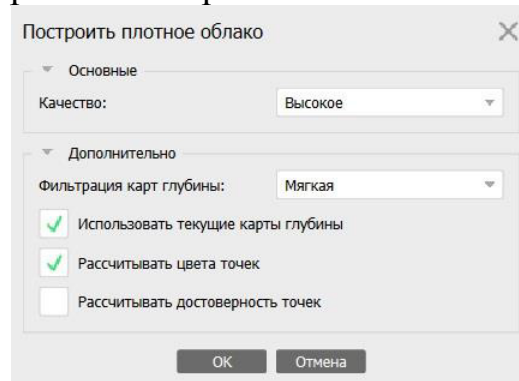 Построить плотное облако
Основные
Качество: Высокое
Дополнительно
Фильтрация карт глубины: Мягкая
Использовать текущие карты глубины
Рассчитывать цвета точек
Рассчитывать достоверность точек
ОК Отмена